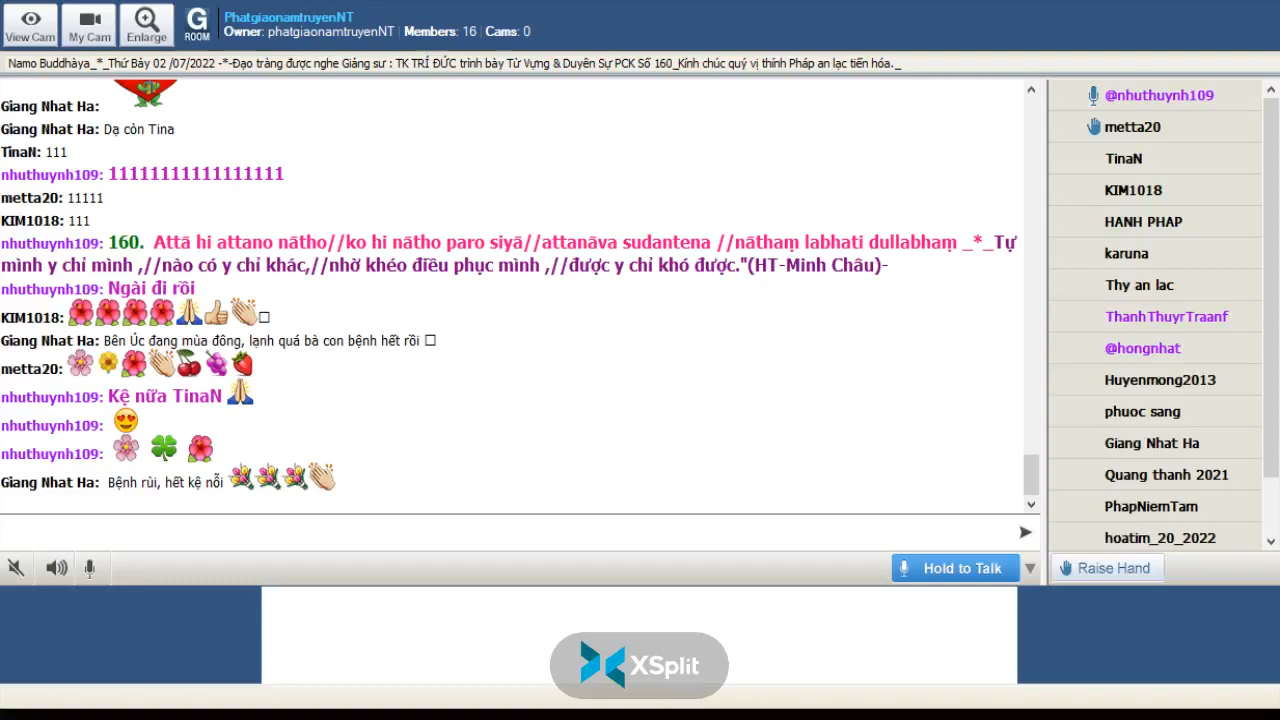 View Cam
My Cam
Enlarge
G
ROOM
PhatgiaonamtruyenNT
Owner: phatgiaonamtruyenNT | Members: 16 | Cams: 0
Namo Buddhàya_*_Thứ Bảy 02 /07/2022 -*-Đạo tràng được nghe Giảng sư : TK TRÍ ĐỨC trình bày Từ Vựng & Duyên Sự PCK Số 160_Kính chúc quý vị thính Pháp an lạc tiến hóa._
Giang Nhat Ha:
Giang Nhat Ha: Dạ còn Tina
TinaN: 111
nhuthuynh109: 1111111111111111
metta20: 11111
KIM1018: 111
nhuthuynh109: 160. Attā hi attano nātho//ko hi nātho paro siyā//attanāva sudantena //nāthaṃ labhati dullabhaṃ _*_Tự
mình y chỉ mình ,//nào có y chỉ khác,//nhờ khéo điều phục mình ,//được y chỉ khó được."(HT-Minh Châu)-
nhuthuynh109: Ngài đi rồi
KIM1018:
Giang Nhat Ha: Bên Úc đang mùa đông, lạnh quá bà con bệnh hết rồi
metta20:
nhuthuynh109: Kệ nữa TinaN
nhuthuynh109:
nhuthuynh109:
Giang Nhat Ha: Bệnh rùi, hết kệ nỗi
@nhuthuynh109
metta20
TinaN
KIM1018
HANH PHAP
karuna
Thy an lac
ThanhThuyrTraanf
@hongnhat
Huyenmong2013
phuoc sang
Giang Nhat Ha
Quang thanh 2021
PhapNiemTam
hoatim_20_2022
Hold to Talk
Raise Hand
XSplit